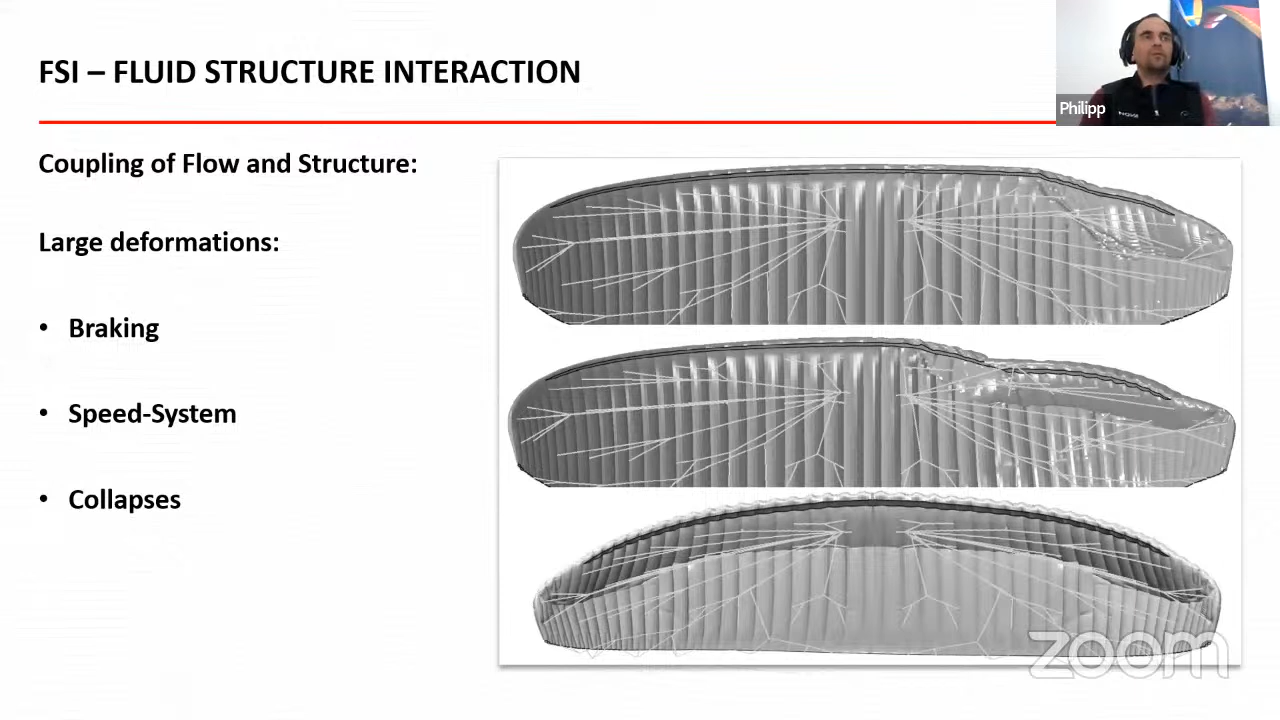 FSI – FLUID STRUCTURE INTERACTION
Philipp
Coupling of Flow and Structure:
Large deformations:
• Braking
• Speed-System
• Collapses
zoom